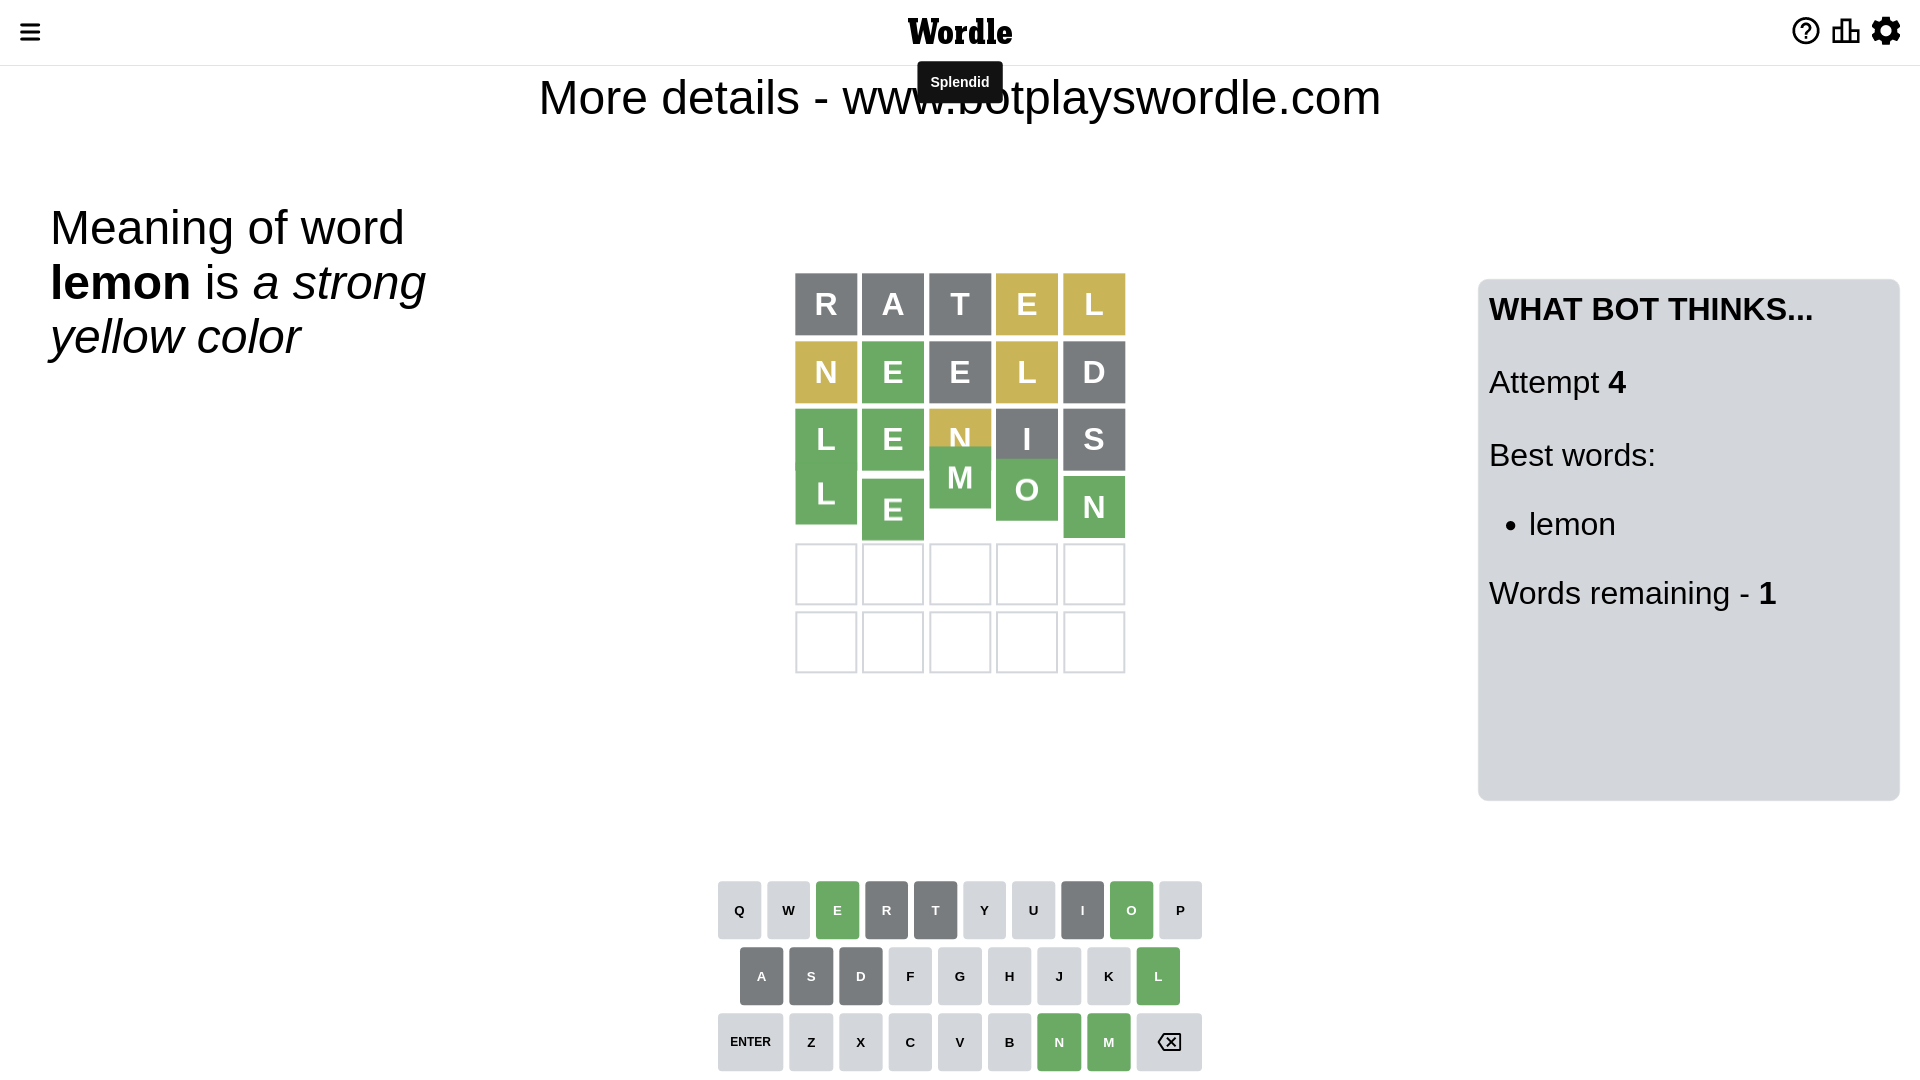 Wordle
Splendid
More details - www.botplayswordle.com
Meaning of word
lemon is a strong
yellow color
R A T E L
N E E L D
L E N I S
L E M O N
WHAT BOT THINKS...
Attempt 4
Best words:
• lemon
Words remaining - 1
Q W E R T Y U I O P
A S D F G H J K L
ENTER Z X C V B N M